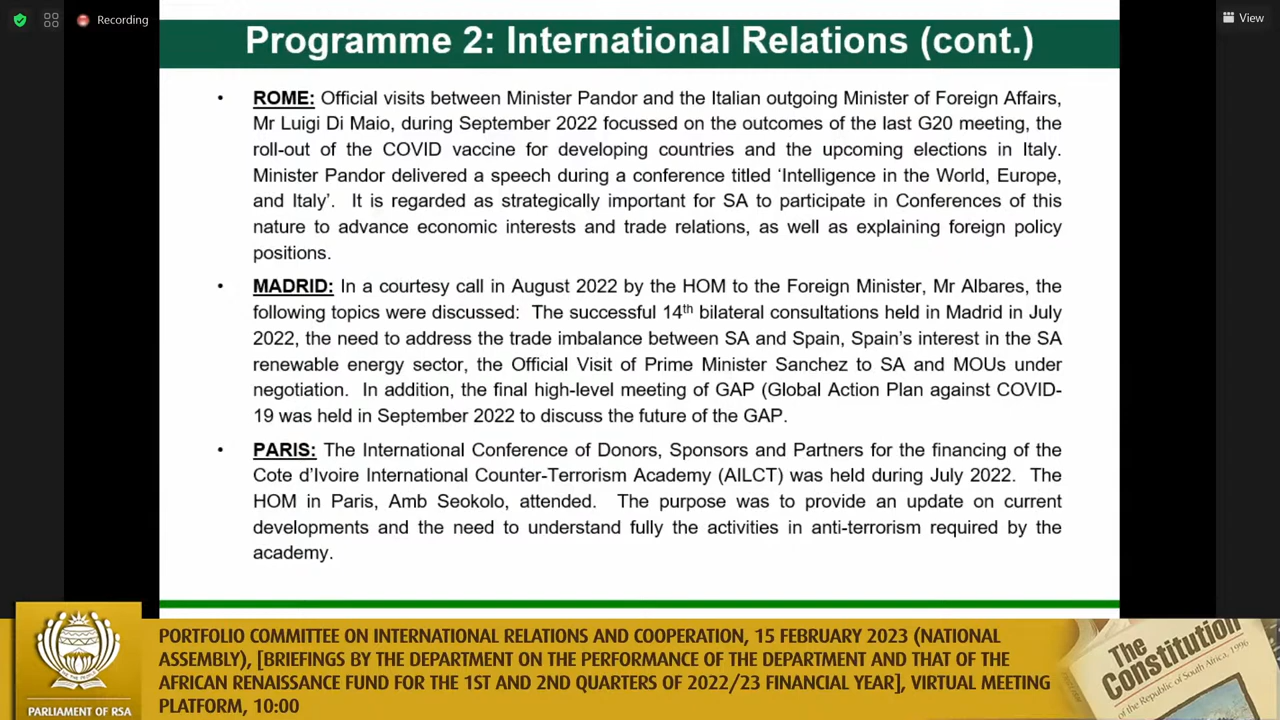 Recording
View
Programme 2: International Relations (cont.)
• ROME: Official visits between Minister Pandor and the Italian outgoing Minister of Foreign Affairs,
Mr Luigi Di Maio, during September 2022 focussed on the outcomes of the last G20 meeting, the
roll-out of the COVID vaccine for developing countries and the upcoming elections in Italy.
Minister Pandor delivered a speech during a conference titled ‘Intelligence in the World, Europe,
and Italy’. It is regarded as strategically important for SA to participate in Conferences of this
nature to advance economic interests and trade relations, as well as explaining foreign policy
positions.
• MADRID: In a courtesy call in August 2022 by the HOM to the Foreign Minister, Mr Albares, the
following topics were discussed: The successful 14th bilateral consultations held in Madrid in July
2022, the need to address the trade imbalance between SA and Spain, Spain’s interest in the SA
renewable energy sector, the Official Visit of Prime Minister Sanchez to SA and MOUs under
negotiation. In addition, the final high-level meeting of GAP (Global Action Plan against COVID-
19 was held in September 2022 to discuss the future of the GAP.
• PARIS: The International Conference of Donors, Sponsors and Partners for the financing of the
Cote d’Ivoire International Counter-Terrorism Academy (AILCT) was held during July 2022. The
HOM in Paris, Amb Seokolo, attended. The purpose was to provide an update on current
developments and the need to understand fully the activities in anti-terrorism required by the
academy.
PORTFOLIO COMMITTEE ON INTERNATIONAL RELATIONS AND COOPERATION, 15 FEBRUARY 2023 (NATIONAL
ASSEMBLY), [BRIEFINGS BY THE DEPARTMENT ON THE PERFORMANCE OF THE DEPARTMENT AND THAT OF THE
AFRICAN RENAISSANCE FUND FOR THE 1ST AND 2ND QUARTERS OF 2022/23 FINANCIAL YEAR], VIRTUAL MEETING
PLATFORM, 10:00
PARLIAMENT OF RSA
The
Constitution
of the Republic of South Africa, 1996